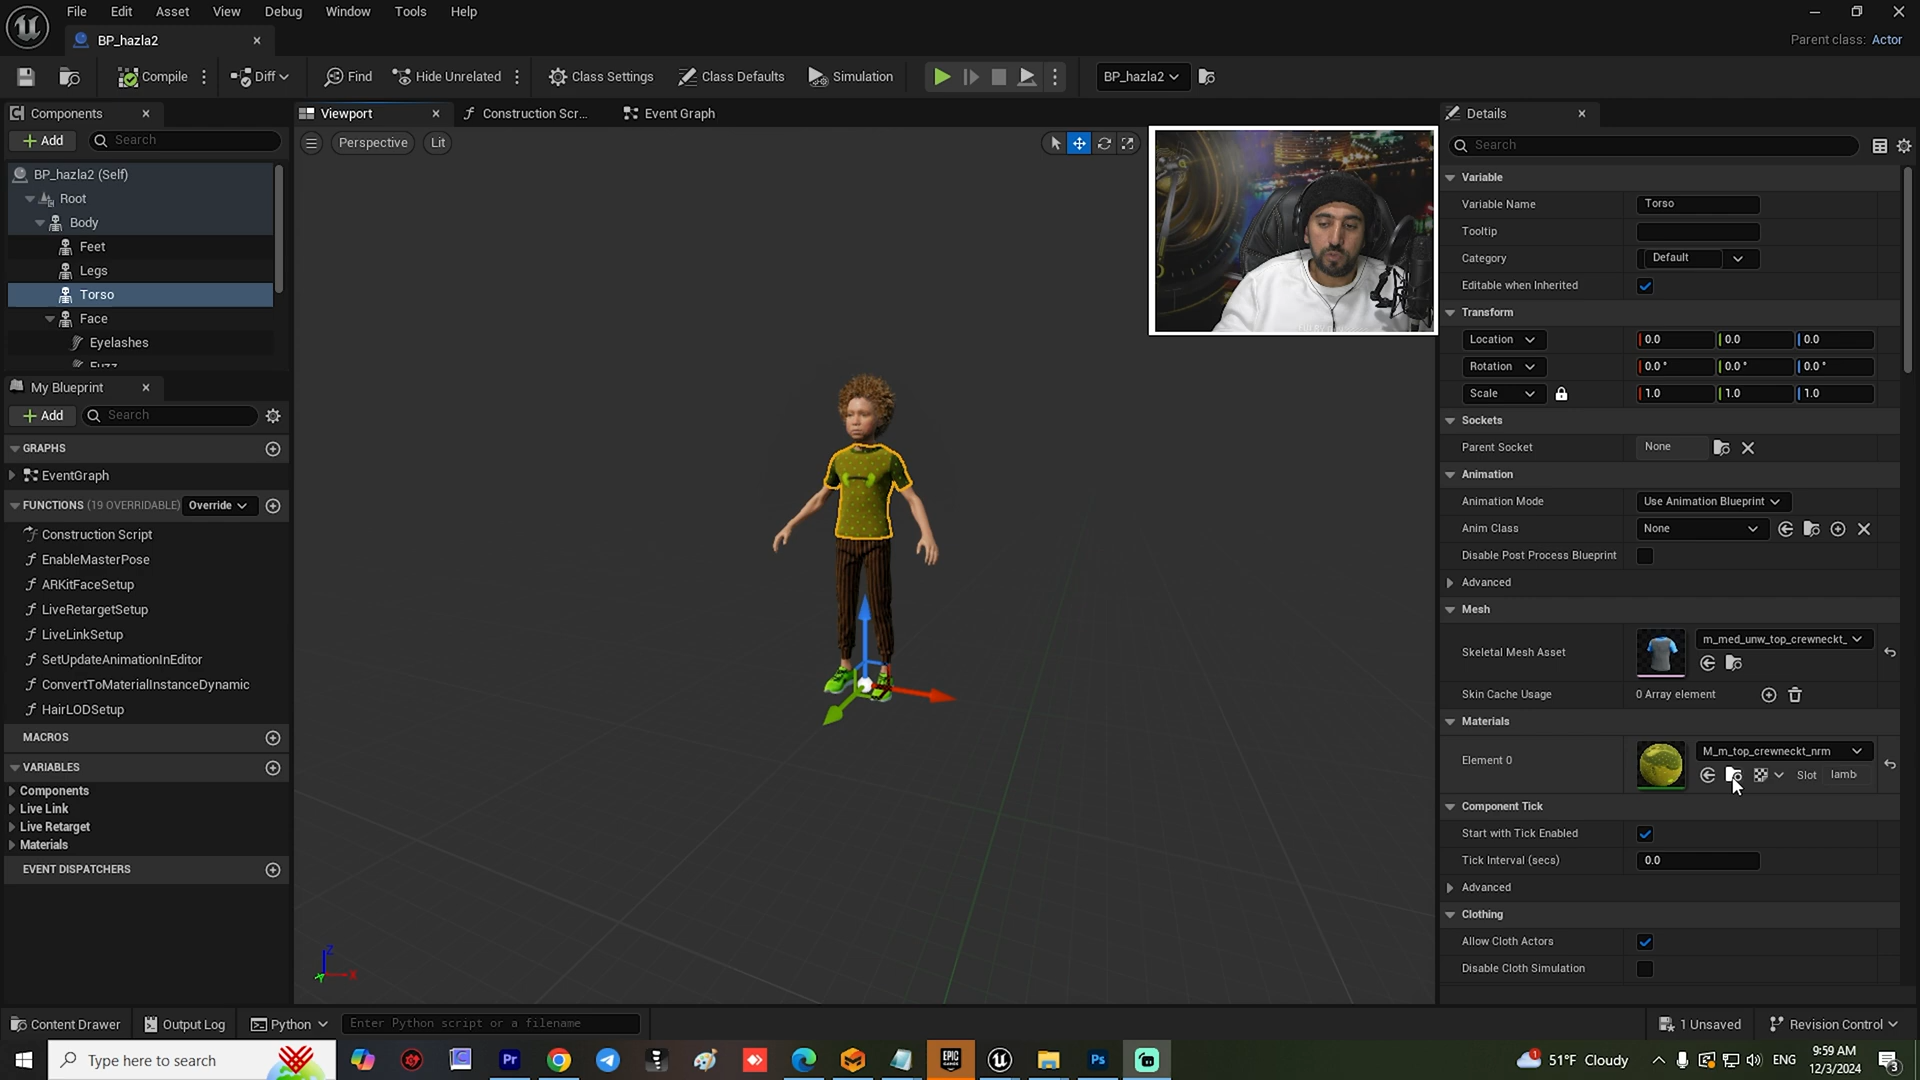 File Edit Asset View Debug Window Tools Help
BP_hazla2
Parent class: Actor
Compile
Diff
Find
Hide Unrelated
Class Settings
Class Defaults
Simulation
BP_hazla2
Components
Add
Search
BP_hazla2 (Self)
Root
Body
Feet
Legs
Torso
Face
Eyelashes
Fuzz
My Blueprint
Add
Search
GRAPHS
EventGraph
FUNCTIONS (19 OVERRIDABLE) Override
Construction Script
EnableMasterPose
ARKitFaceSetup
LiveRetargetSetup
LiveLinkSetup
SetUpdateAnimationInEditor
ConvertToMaterialInstanceDynamic
HairLODSetup
MACROS
VARIABLES
Components
Live Link
Live Retarget
Materials
EVENT DISPATCHERS
Viewport
Construction Scr...
Event Graph
Perspective
Lit
Z
X
Y
Details
Search
Variable
Variable Name Torso
Tooltip
Category Default
Editable when Inherited
Transform
Location 0.0 0.0 0.0
Rotation 0.0 ° 0.0 ° 0.0 °
Scale 1.0 1.0 1.0
Sockets
Parent Socket None
Animation
Animation Mode Use Animation Blueprint
Anim Class None
Disable Post Process Blueprint
Advanced
Mesh
Skeletal Mesh Asset m_med_unw_top_crewneckt_
Skin Cache Usage 0 Array element
Materials
Element 0 M_m_top_crewneckt_nrm
Slot lamb
Component Tick
Start with Tick Enabled
Tick Interval (secs) 0.0
Advanced
Clothing
Allow Cloth Actors
Disable Cloth Simulation
Content Drawer
Output Log
Python
Enter Python script or a filename
1 Unsaved
Revision Control
Type here to search
Pr
EPIC GAMES
Ps
1
51°F Cloudy
ENG
9:59 AM
12/3/2024
3